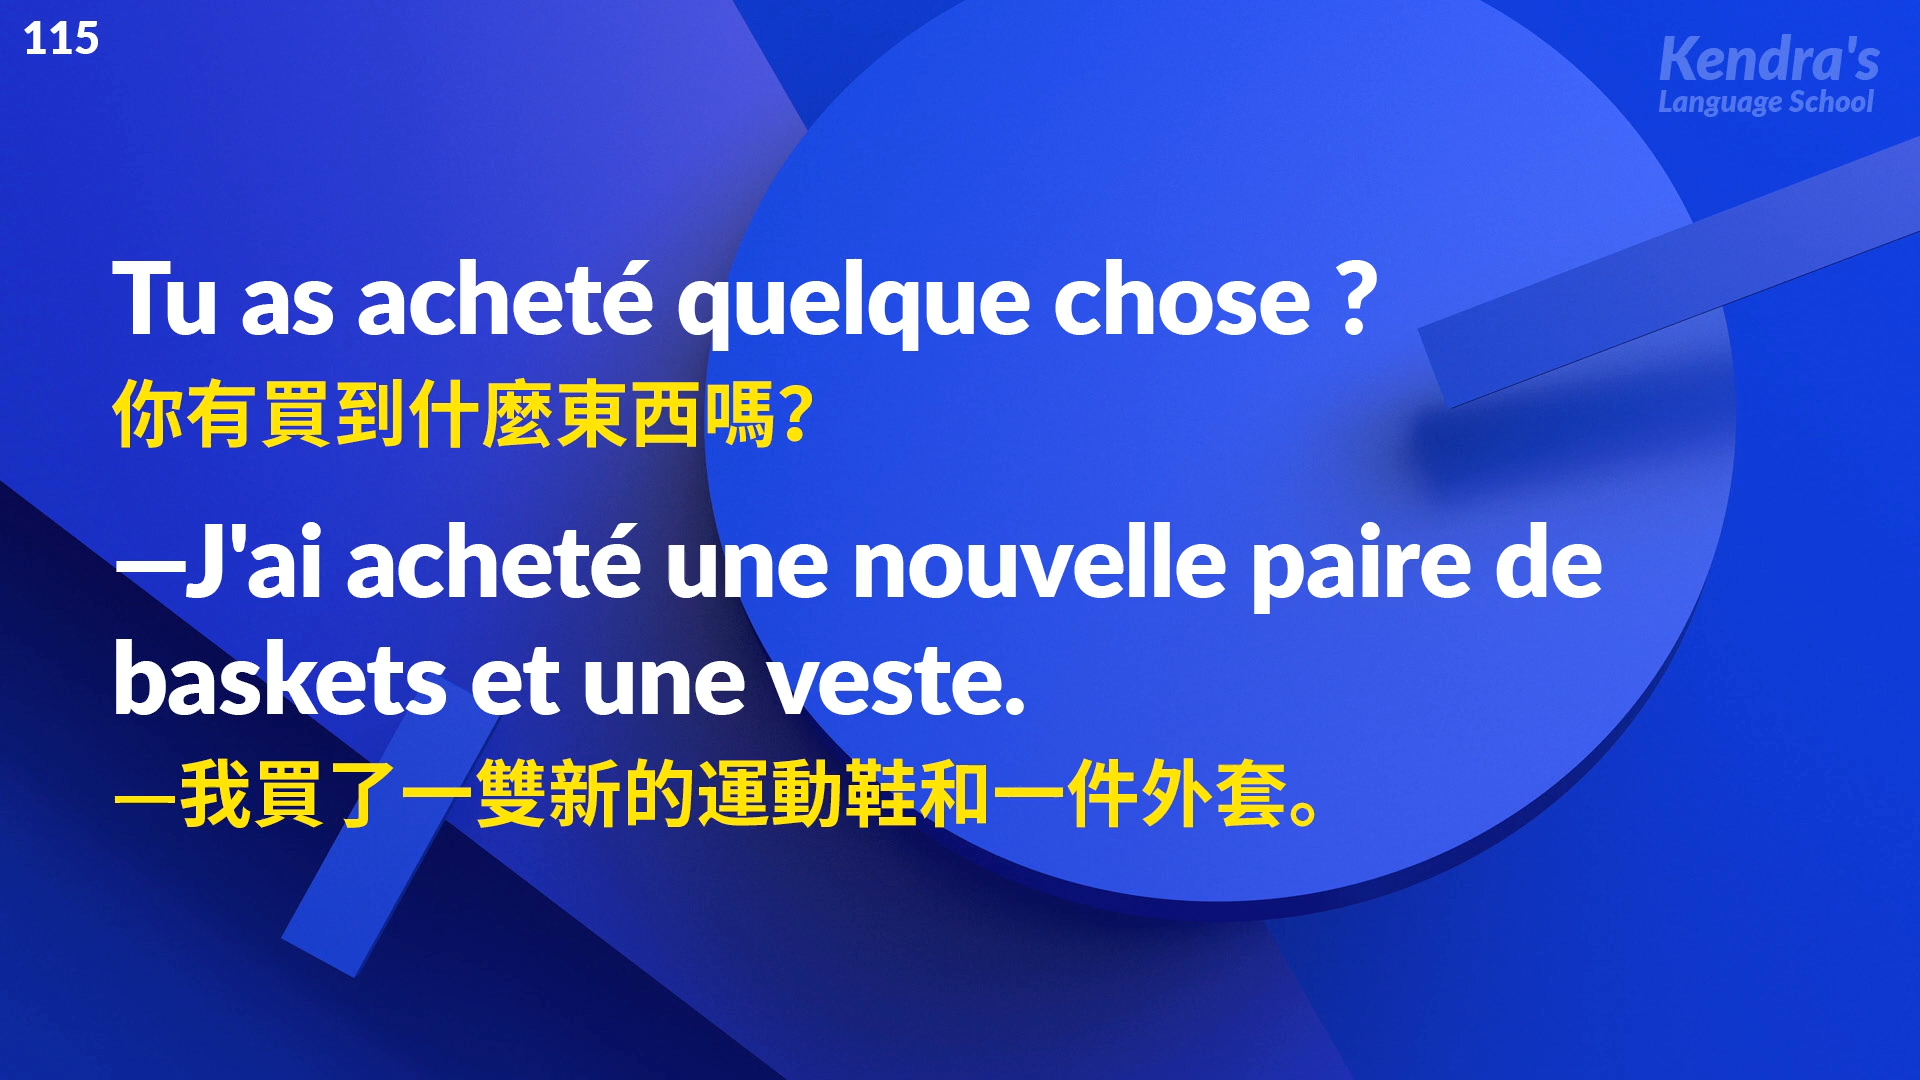 115
Kendra's
Language School
Tu as acheté quelque chose ?
你有買到什麼東西嗎？
—J'ai acheté une nouvelle paire de
baskets et une veste.
—我買了一雙新的運動鞋和一件外套。